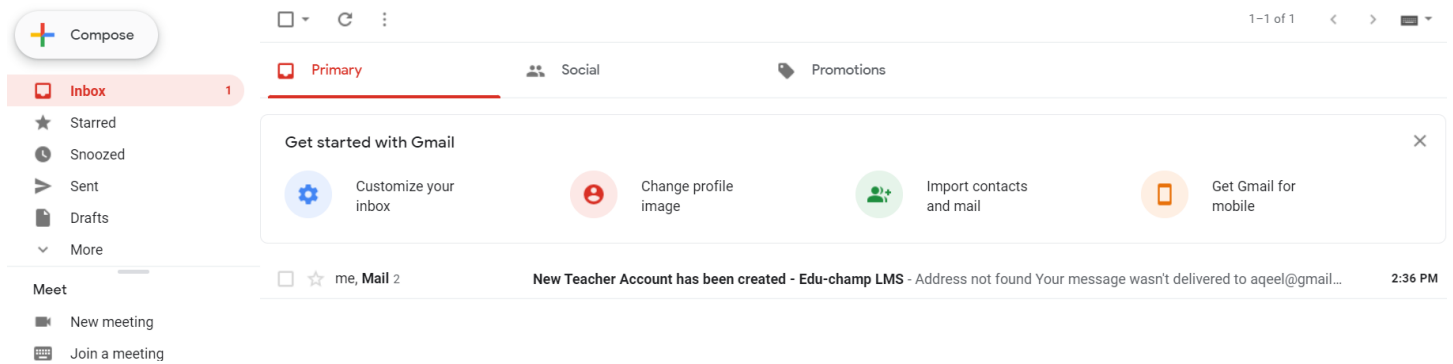 Compose
Inbox 1
Starred
Snoozed
Sent
Drafts
More
Meet
New meeting
Join a meeting
1–1 of 1
Primary Social Promotions
Get started with Gmail
Customize your
inbox
Change profile
image
Import contacts
and mail
Get Gmail for
mobile
me, Mail 2 New Teacher Account has been created - Edu-champ LMS - Address not found Your message wasn't delivered to aqeel@gmail... 2:36 PM